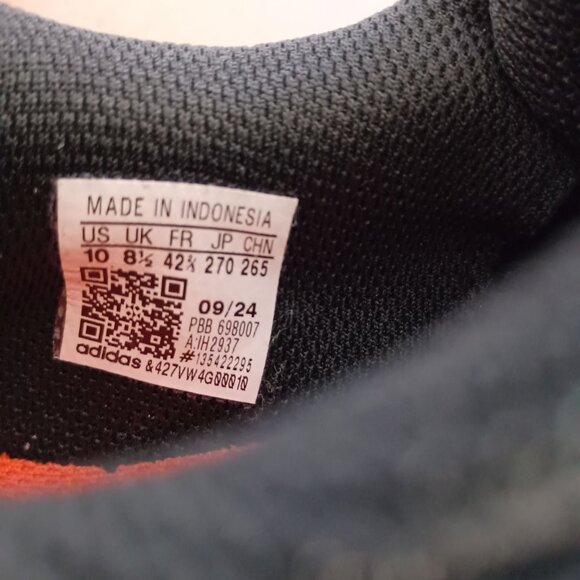 MADE IN INDONESIA
US UK FR JP CHN
10 8½ 42⅔ 270 265
09/24
PBB 698007
A:IH2937
#135422295
adidas &427VW4G00010